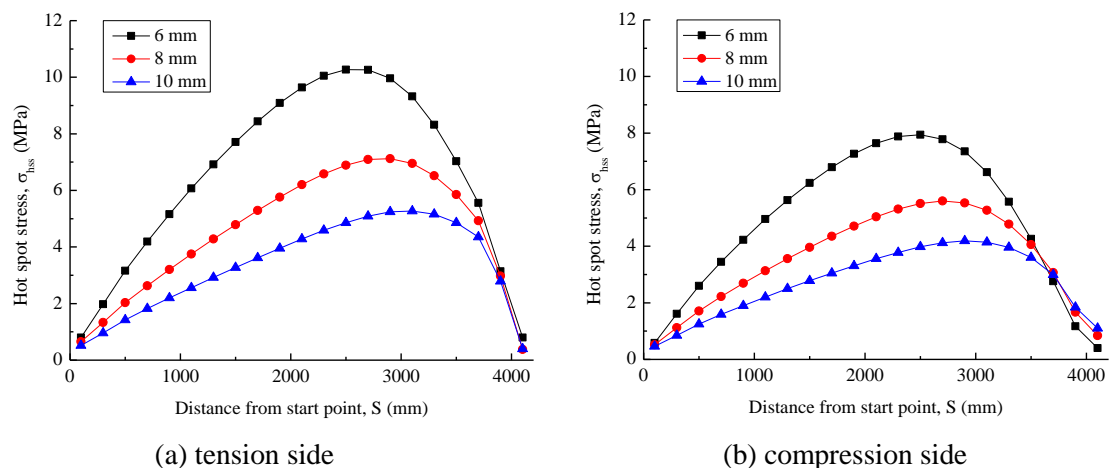 12
10
8
6
4
2
0
Hot spot stress, σhss (MPa)
6 mm
8 mm
10 mm
0 1000 2000 3000 4000
Distance from start point, S (mm)
(a) tension side
12
10
8
6
4
2
0
Hot spot stress, σhss (MPa)
6 mm
8 mm
10 mm
0 1000 2000 3000 4000
Distance from start point, S (mm)
(b) compression side